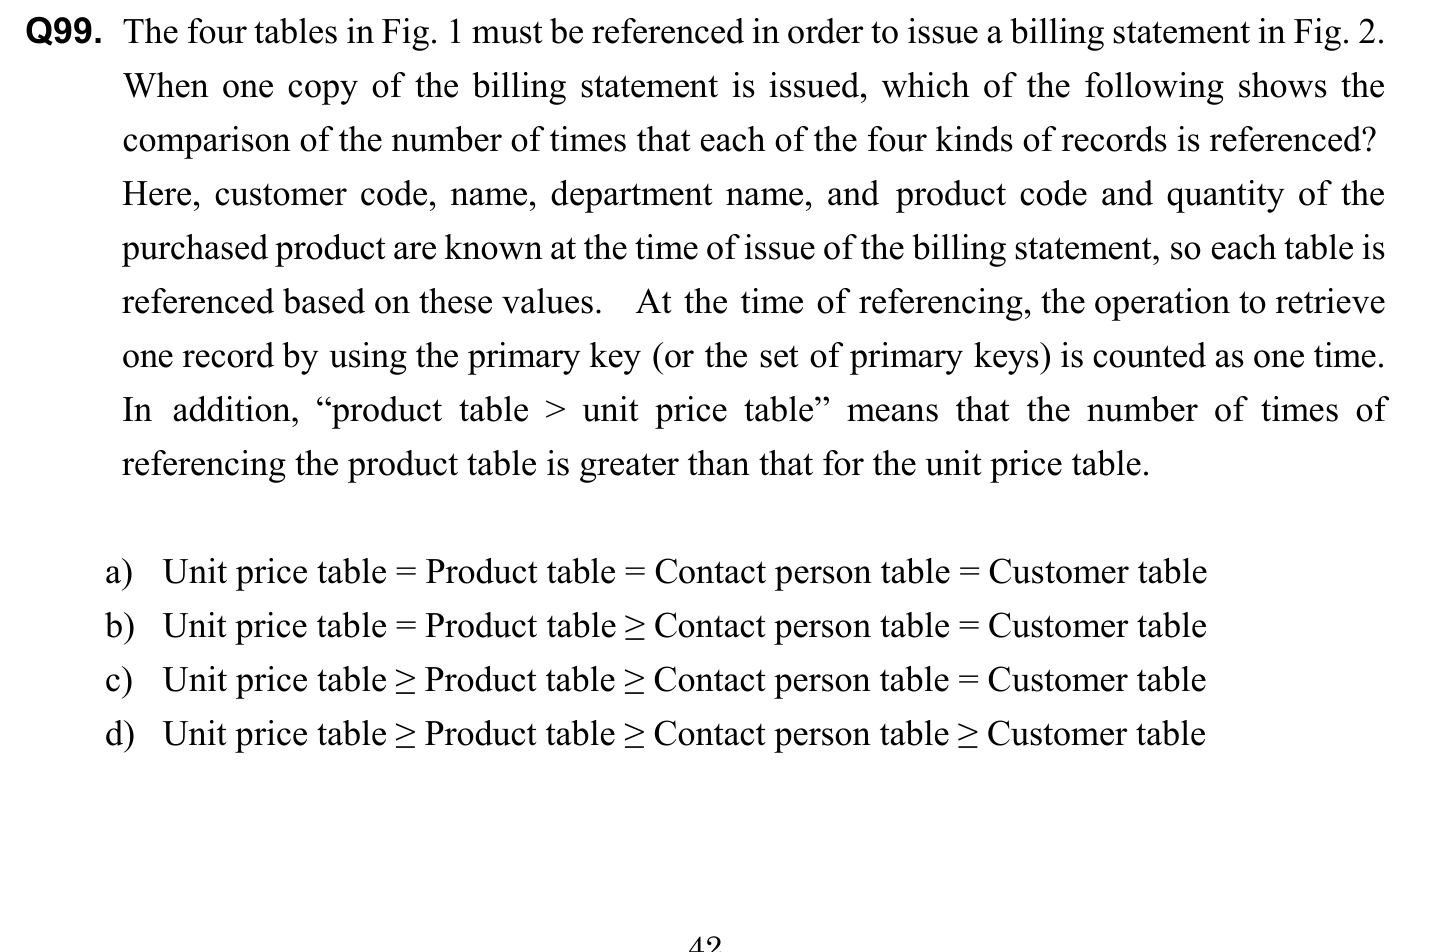 Q99. The four tables in Fig. 1 must be referenced in order to issue a billing statement in Fig. 2.
When one copy of the billing statement is issued, which of the following shows the
comparison of the number of times that each of the four kinds of records is referenced?
Here, customer code, name, department name, and product code and quantity of the
purchased product are known at the time of issue of the billing statement, so each table is
referenced based on these values. At the time of referencing, the operation to retrieve
one record by using the primary key (or the set of primary keys) is counted as one time.
In addition, “product table > unit price table” means that the number of times of
referencing the product table is greater than that for the unit price table.
a) Unit price table = Product table = Contact person table = Customer table
b) Unit price table = Product table ≥ Contact person table = Customer table
c) Unit price table ≥ Product table ≥ Contact person table = Customer table
d) Unit price table ≥ Product table ≥ Contact person table ≥ Customer table
42